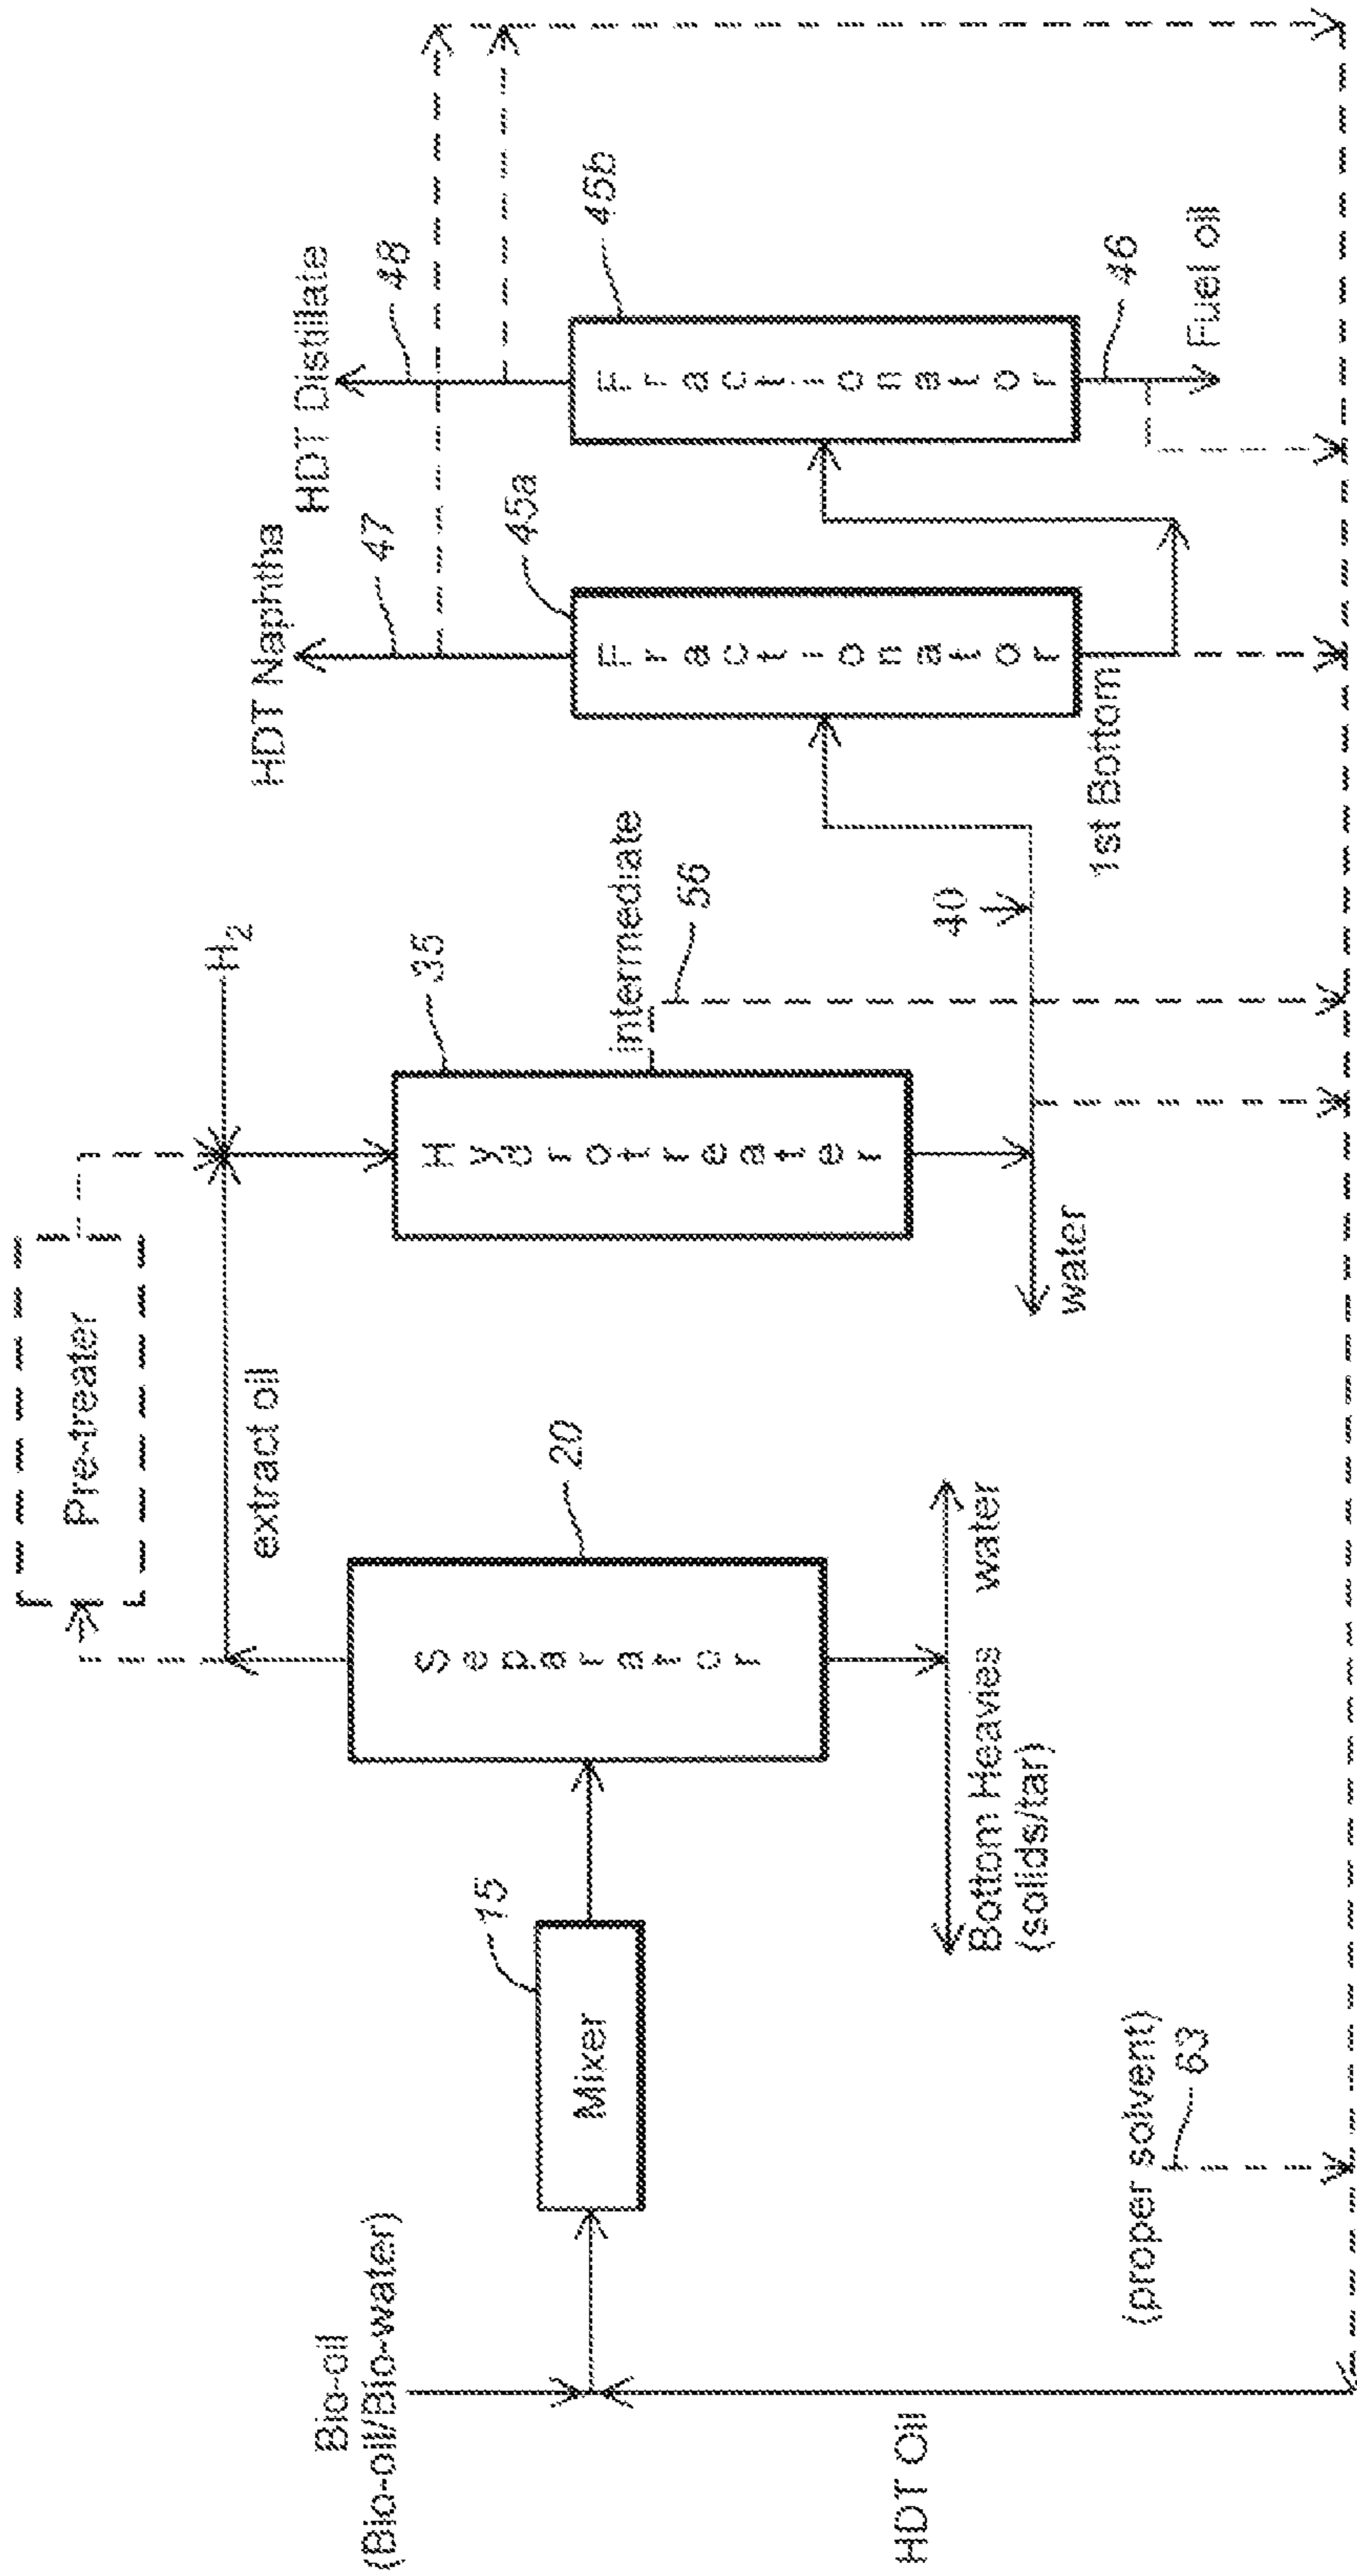 Bio-oil
(Bio-oil/Bio-water)
HDT Oil
(proper solvent)
63
Mixer
15
Separator
20
Bottom Heavies
(solids/tar)
water
extract oil
Pre-treater
H2
Hydrotreater
35
intermediate
56
water
40
HDT Naphtha
47
Fractionator
45a
1st Bottom
HDT Distillate
48
Fractionator
45b
46
Fuel oil